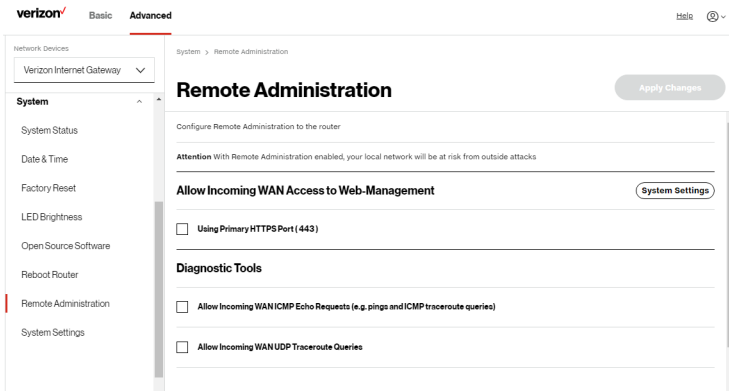 verizon Basic Advanced Help
Network Devices
Verizon Internet Gateway
System
System Status
Date & Time
Factory Reset
LED Brightness
Open Source Software
Reboot Router
Remote Administration
System Settings
System > Remote Administration
Remote Administration
Apply Changes
Configure Remote Administration to the router
Attention With Remote Administration enabled, your local network will be at risk from outside attacks
Allow Incoming WAN Access to Web-Management
System Settings
Using Primary HTTPS Port ( 443 )
Diagnostic Tools
Allow Incoming WAN ICMP Echo Requests (e.g. pings and ICMP traceroute queries)
Allow Incoming WAN UDP Traceroute Queries